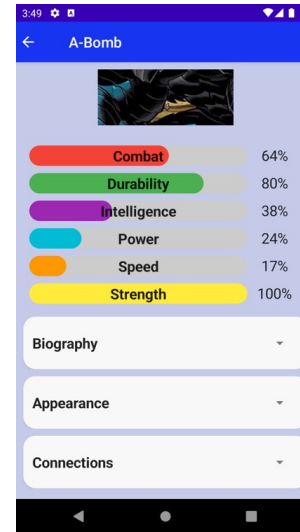 3:49
A-Bomb
Combat 64%
Durability 80%
Intelligence 38%
Power 24%
Speed 17%
Strength 100%
Biography
Appearance
Connections